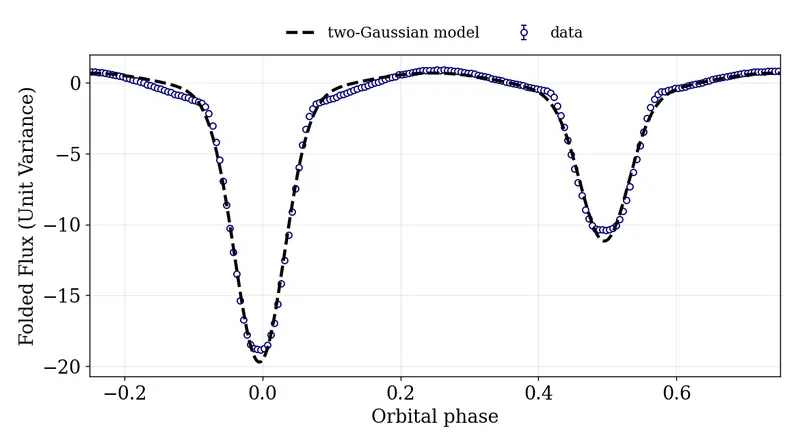 two-Gaussian model data
Folded Flux (Unit Variance)
0
−5
−10
−15
−20
−0.2 0.0 0.2 0.4 0.6
Orbital phase